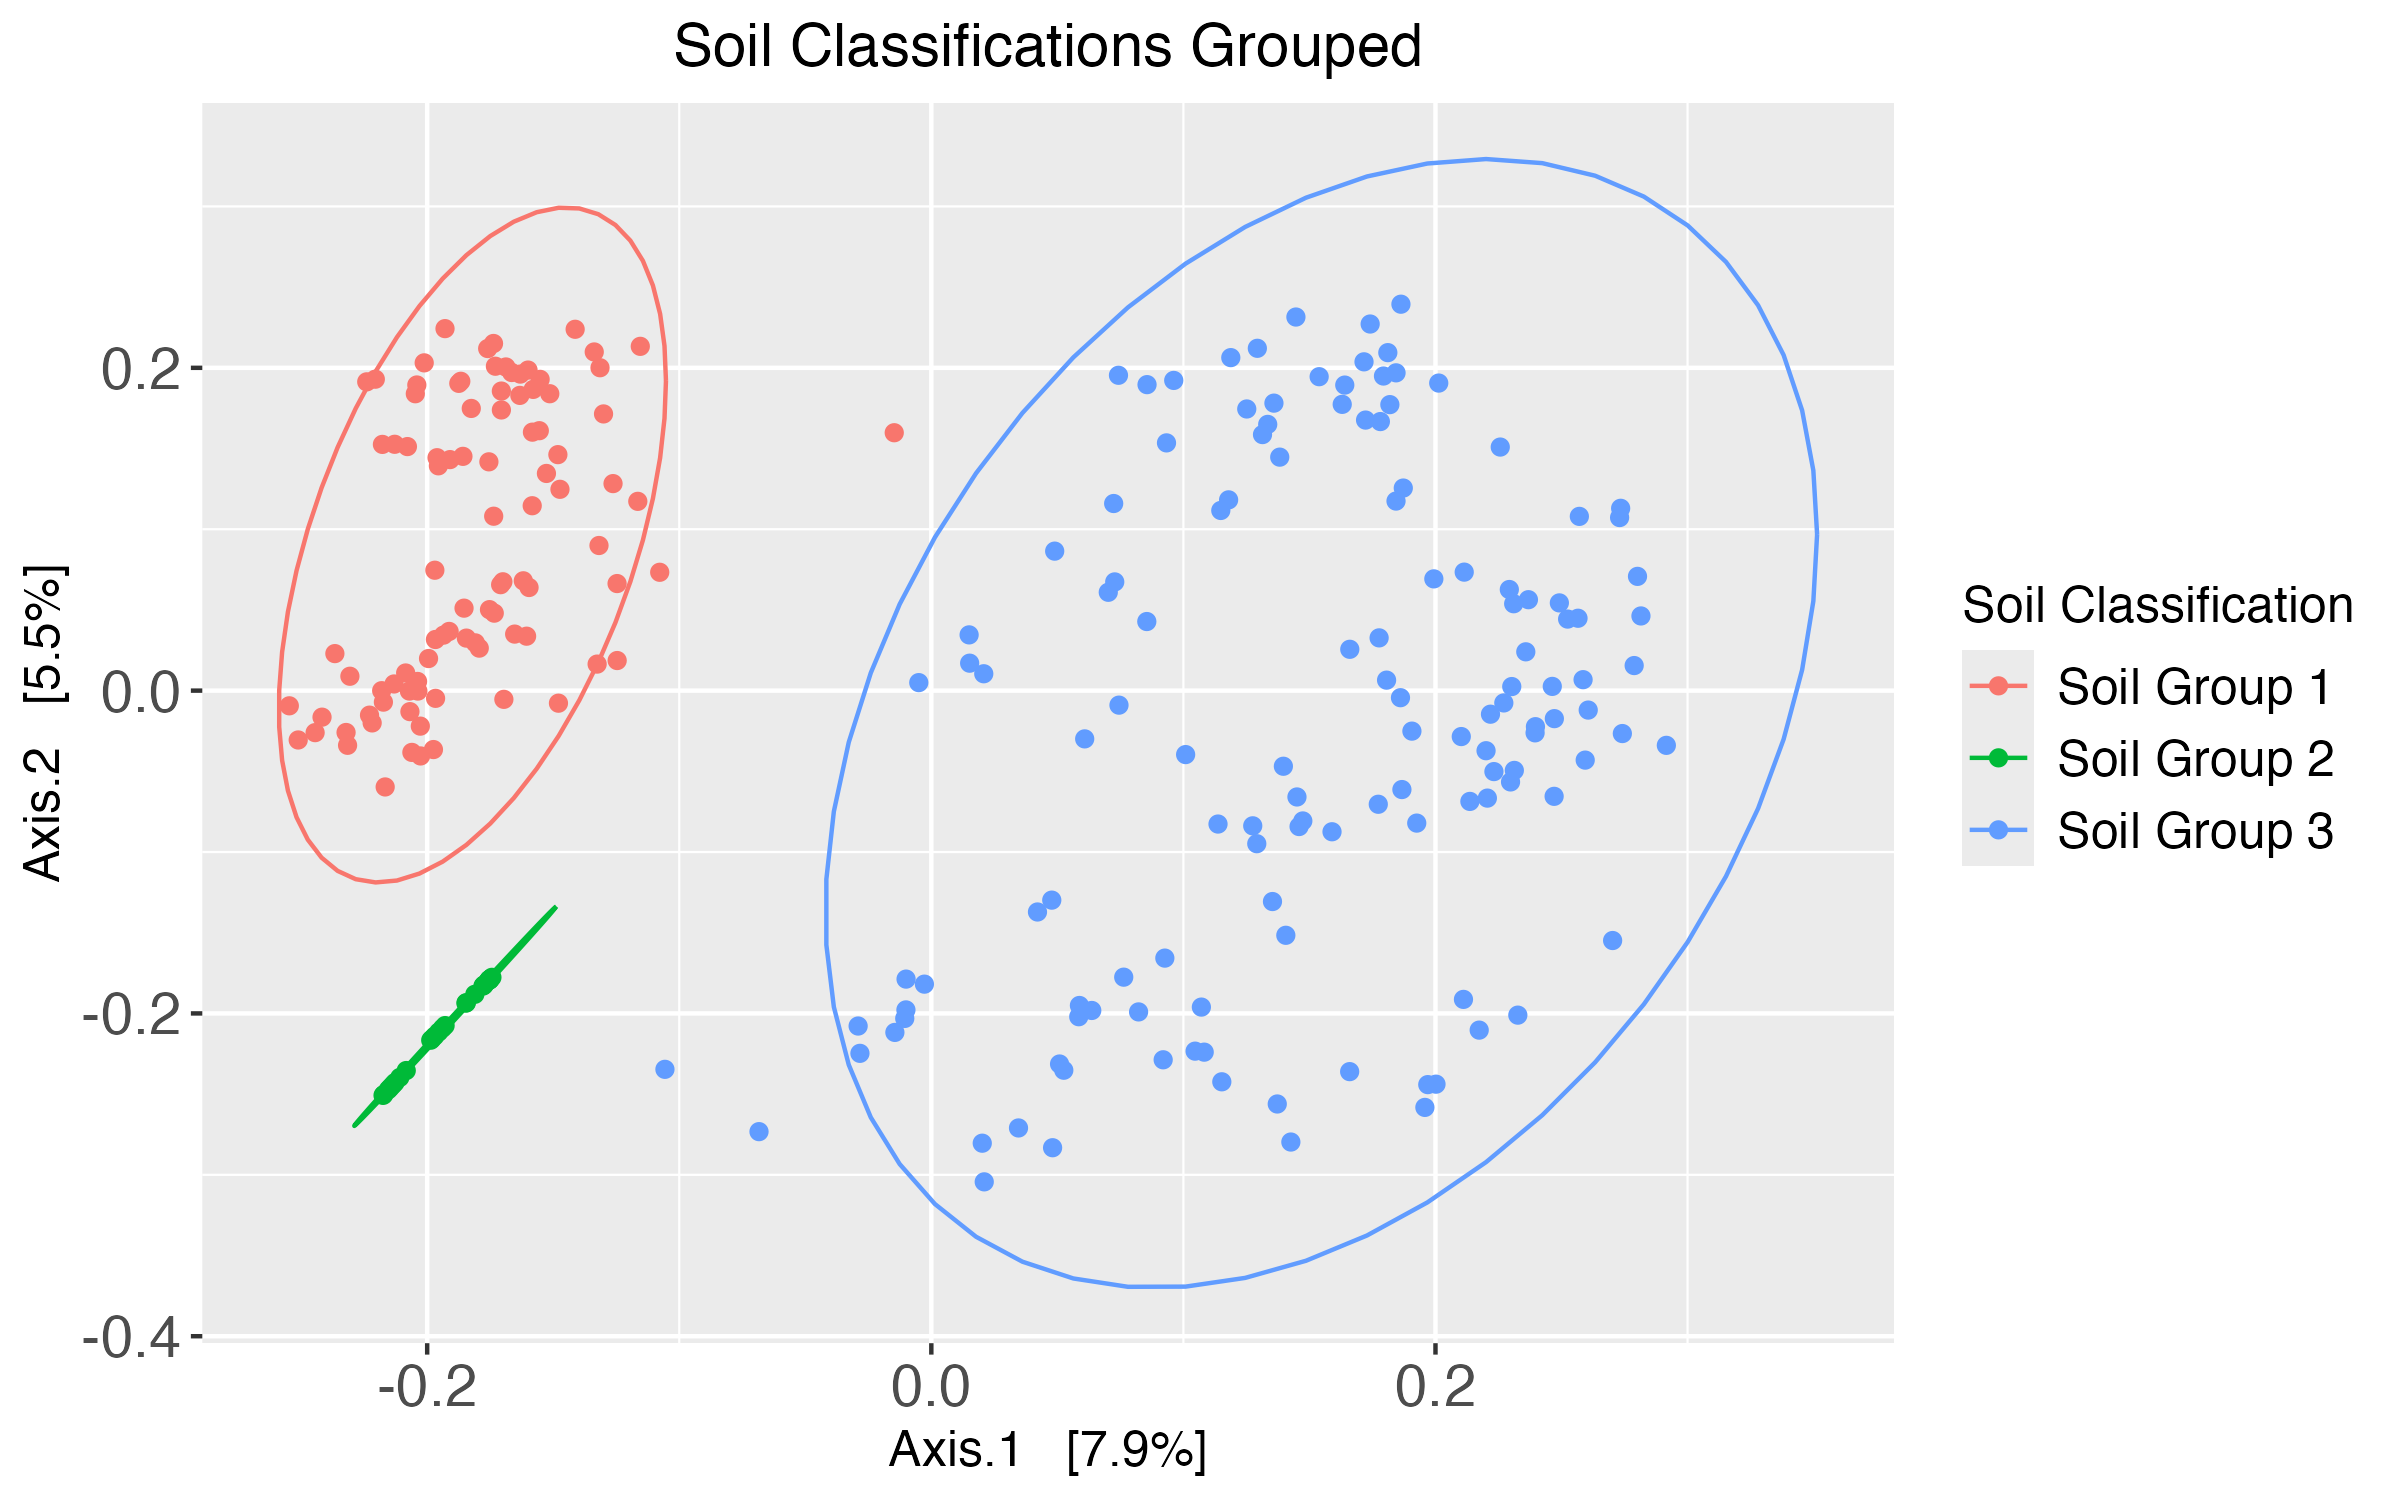 Soil Classifications Grouped
Axis.2 [5.5%]
0.2
0.0
-0.2
-0.4
-0.2 0.0 0.2
Axis.1 [7.9%]
Soil Classification
Soil Group 1
Soil Group 2
Soil Group 3